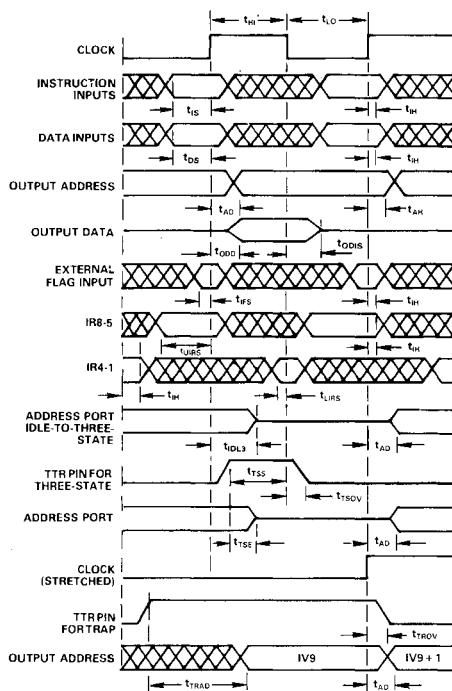 tHI
tLO
CLOCK
INSTRUCTION
INPUTS
tIS
tIH
DATA INPUTS
tDS
tIH
OUTPUT ADDRESS
tAD
tAH
OUTPUT DATA
tODD
tODIS
EXTERNAL
FLAG INPUT
tIFS
tIH
IR8-5
tUIRS
tIH
IR4-1
tIH
tLIRS
ADDRESS PORT
IDLE-TO-THREE-
STATE
tIDL3
tAD
TTR PIN FOR
THREE-STATE
tTSS
tTSOV
ADDRESS PORT
tTSE
tAD
CLOCK
(STRETCHED)
TTR PIN
FOR TRAP
tTROV
OUTPUT ADDRESS
IV9
IV9 + 1
tTRAD
tAD